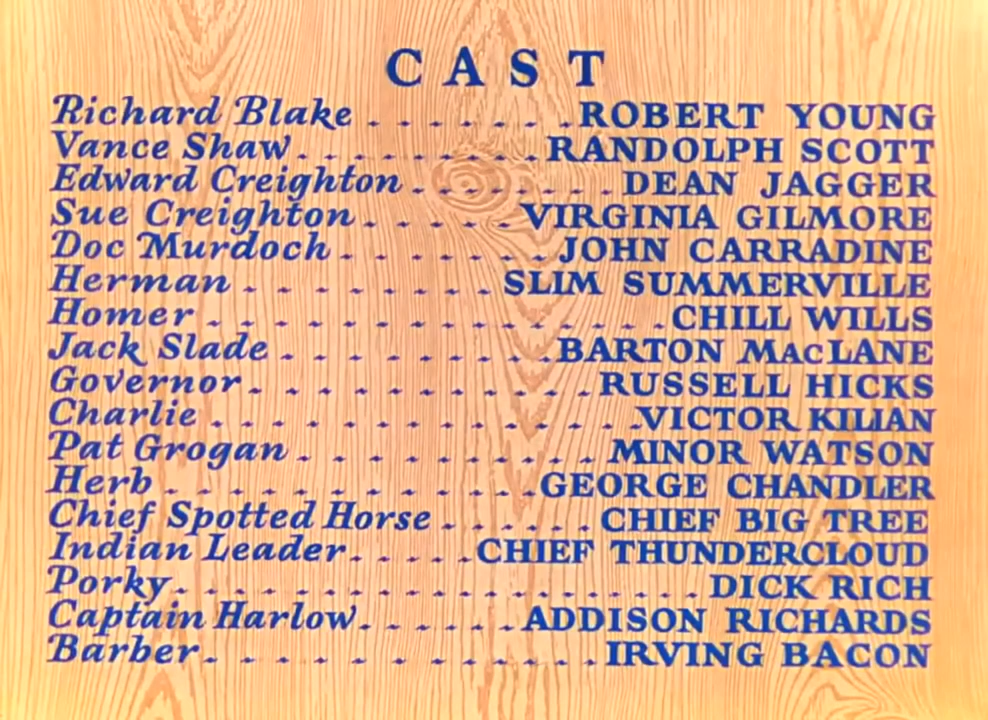 CAST
Richard Blake . . . . . . . ROBERT YOUNG
Vance Shaw . . . . . . . . . RANDOLPH SCOTT
Edward Creighton . . . . . . . DEAN JAGGER
Sue Creighton . . . . . VIRGINIA GILMORE
Doc Murdoch . . . . . . . JOHN CARRADINE
Herman . . . . . . . . SLIM SUMMERVILLE
Homer . . . . . . . . . . . . . . CHILL WILLS
Jack Slade . . . . . . . . BARTON MacLANE
Governor . . . . . . . . . . . RUSSELL HICKS
Charlie . . . . . . . . . . . . . VICTOR KILIAN
Pat Grogan . . . . . . . . . . MINOR WATSON
Herb . . . . . . . . . . . . GEORGE CHANDLER
Chief Spotted Horse . . . . . . CHIEF BIG TREE
Indian Leader . . . . . CHIEF THUNDERCLOUD
Porky . . . . . . . . . . . . . . . . DICK RICH
Captain Harlow . . . . . . ADDISON RICHARDS
Barber . . . . . . . . . . . . IRVING BACON